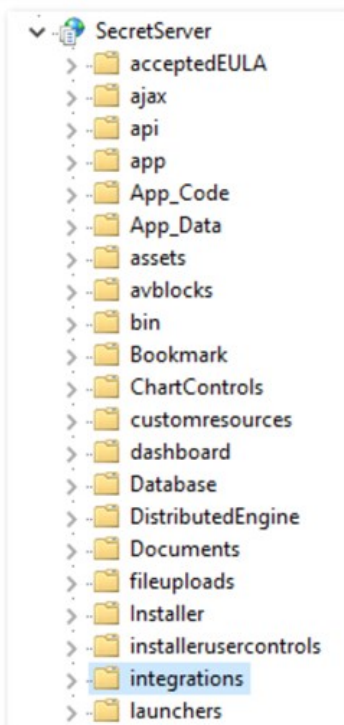 SecretServer
acceptedEULA
ajax
api
app
App_Code
App_Data
assets
avblocks
bin
Bookmark
ChartControls
customresources
dashboard
Database
DistributedEngine
Documents
fileuploads
Installer
installerusercontrols
integrations
launchers